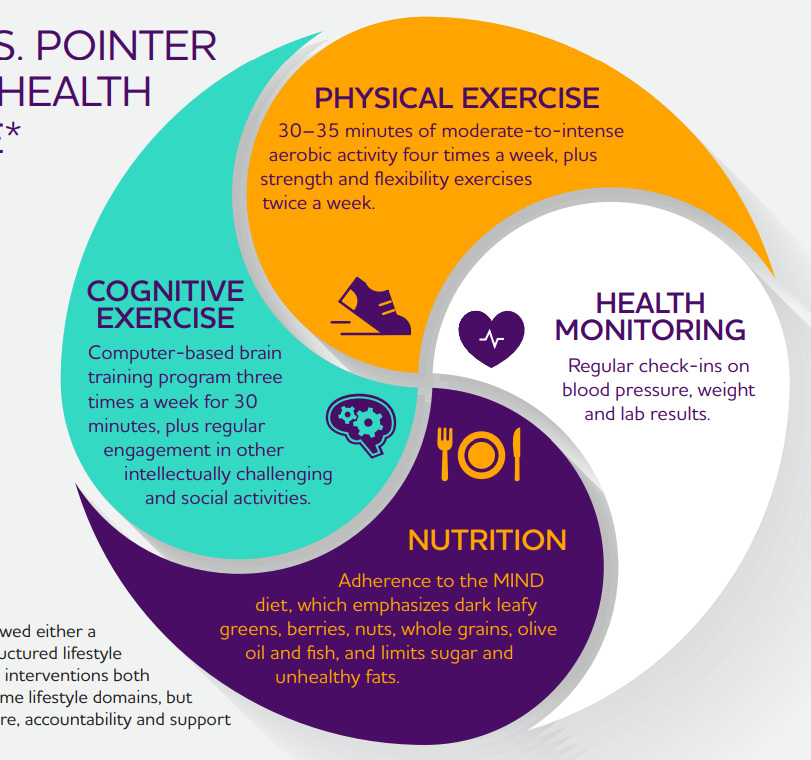 S. POINTER
HEALTH
*
PHYSICAL EXERCISE
30–35 minutes of moderate-to-intense
aerobic activity four times a week, plus
strength and flexibility exercises
twice a week.
COGNITIVE
EXERCISE
Computer-based brain
training program three
times a week for 30
minutes, plus regular
engagement in other
intellectually challenging
and social activities.
HEALTH
MONITORING
Regular check-ins on
blood pressure, weight
and lab results.
NUTRITION
Adherence to the MIND
diet, which emphasizes dark leafy
greens, berries, nuts, whole grains, olive
oil and fish, and limits sugar and
unhealthy fats.
wed either a
uctured lifestyle
interventions both
me lifestyle domains, but
re, accountability and support